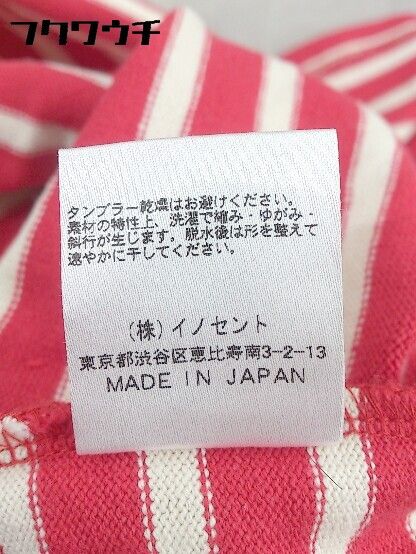 フクワウチ
タンブラー乾燥はお避けください。
素材の特性上、洗濯で縮み・ゆがみ・
斜行が生じます。脱水後は形を整えて
速やかに干してください。
(株)イノセント
東京都渋谷区恵比寿南3-2-13
MADE IN JAPAN